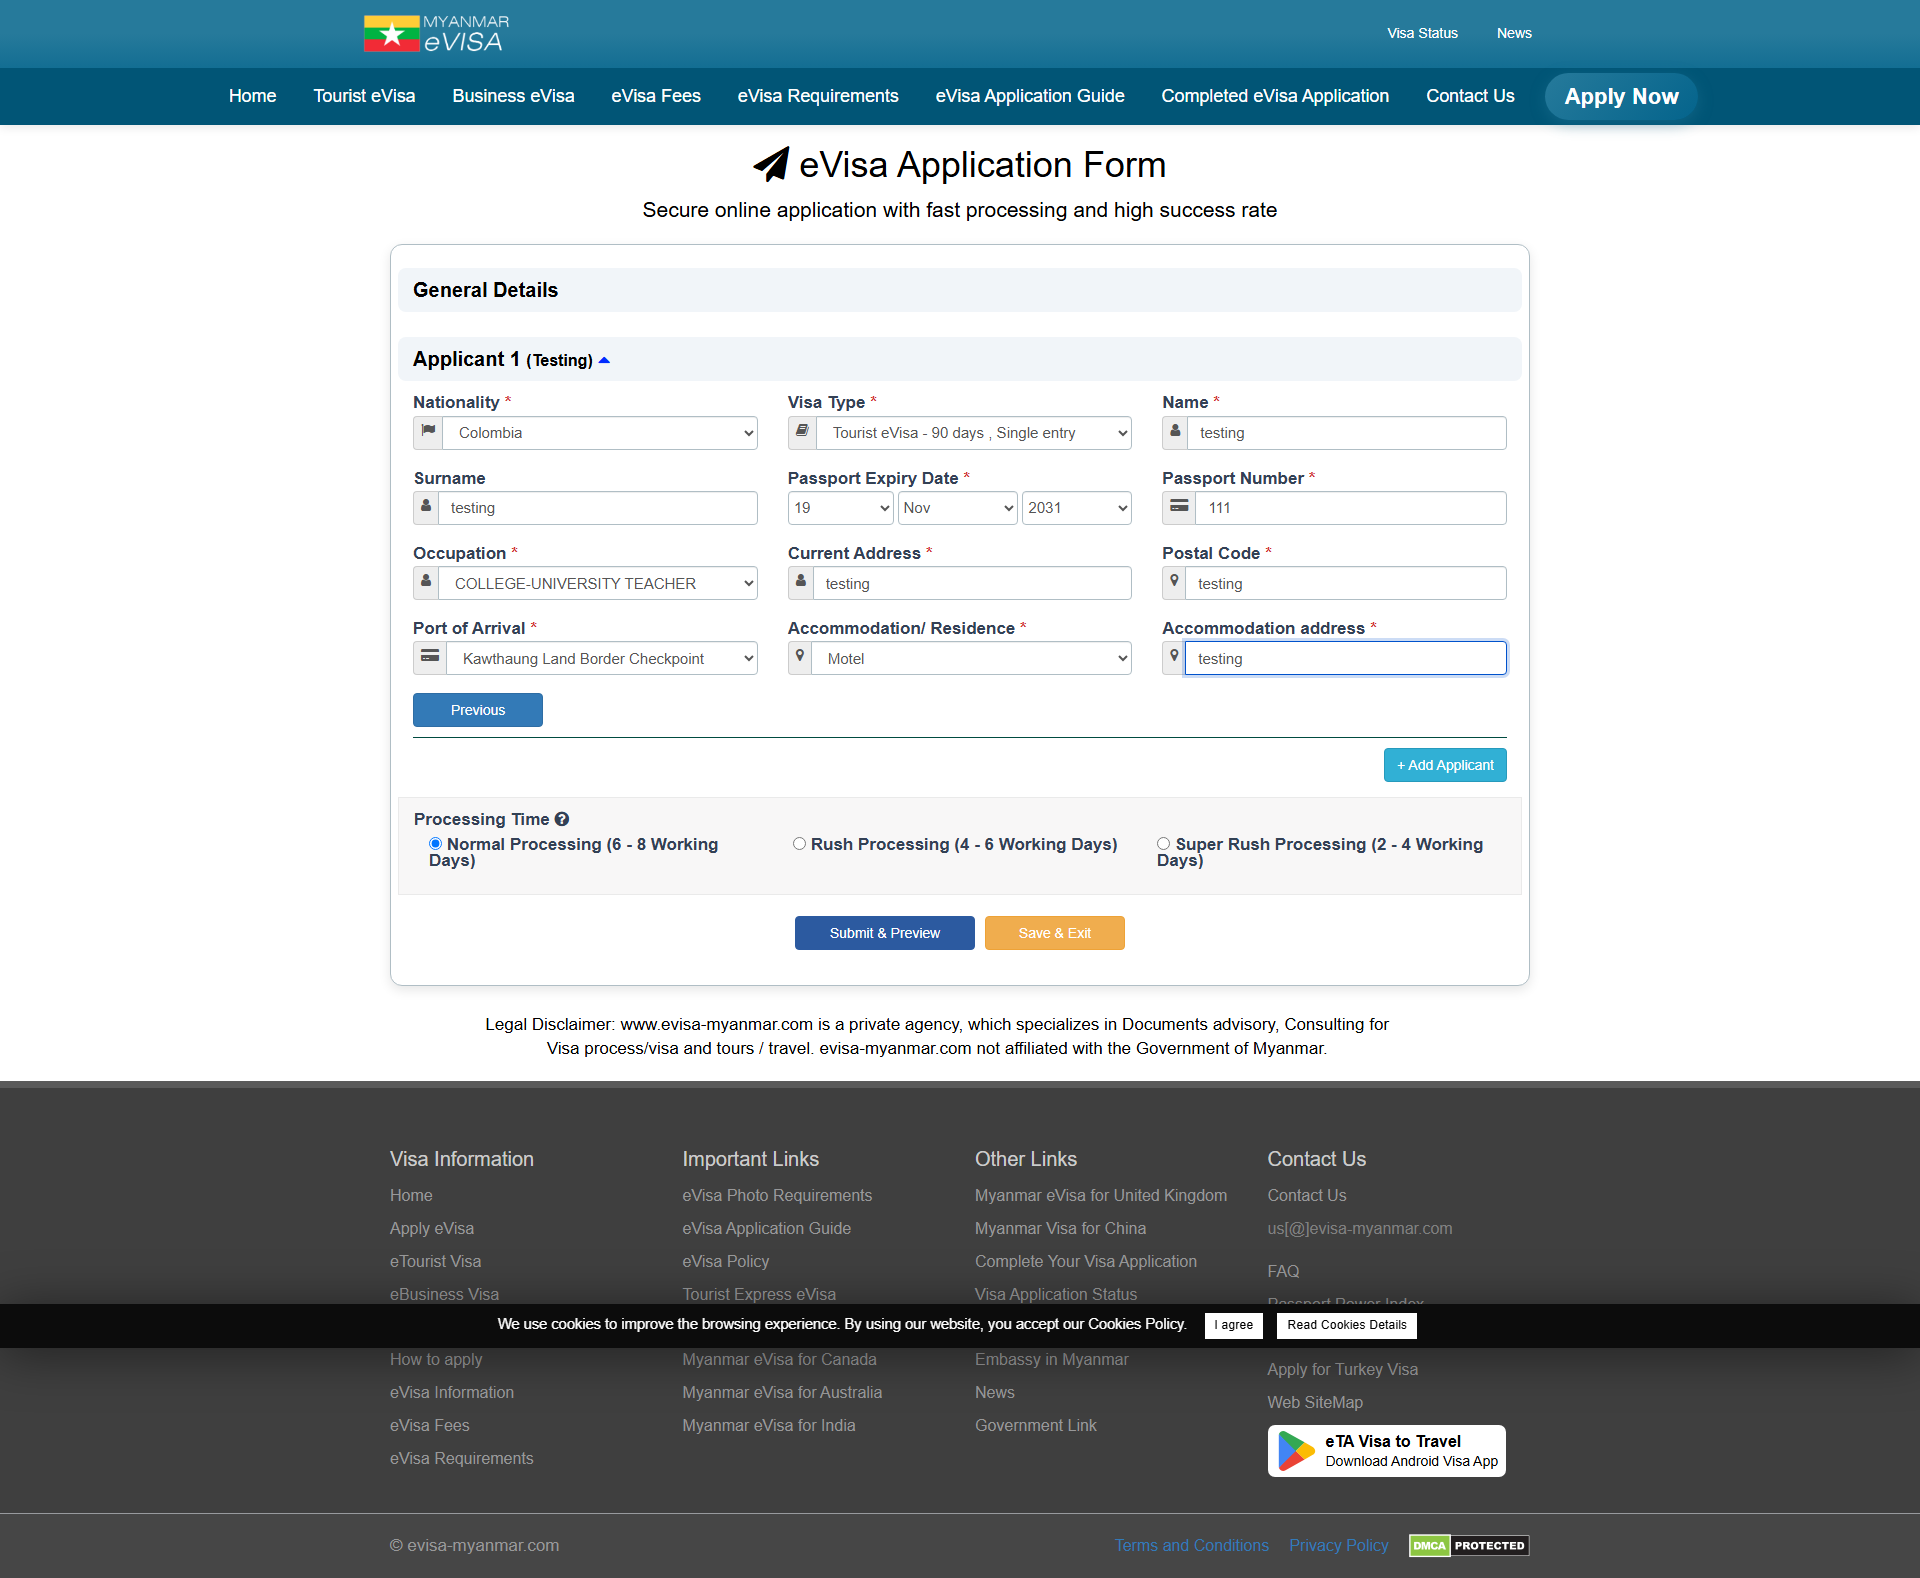 MYANMAR
eVISA
Visa Status
News
Home
Tourist eVisa
Business eVisa
eVisa Fees
eVisa Requirements
eVisa Application Guide
Completed eVisa Application
Contact Us
Apply Now
eVisa Application Form
Secure online application with fast processing and high success rate
General Details
Applicant 1 (Testing)
Nationality *
Visa Type *
Name *
Colombia
Tourist eVisa - 90 days , Single entry
testing
Surname
Passport Expiry Date *
Passport Number *
testing
19
Nov
2031
111
Occupation *
Current Address *
Postal Code *
COLLEGE-UNIVERSITY TEACHER
testing
testing
Port of Arrival *
Accommodation/ Residence *
Accommodation address *
Kawthaung Land Border Checkpoint
Motel
testing
Previous
+ Add Applicant
Processing Time
Normal Processing (6 - 8 Working
Days)
Rush Processing (4 - 6 Working Days)
Super Rush Processing (2 - 4 Working
Days)
Submit & Preview
Save & Exit
Legal Disclaimer: www.evisa-myanmar.com is a private agency, which specializes in Documents advisory, Consulting for
Visa process/visa and tours / travel. evisa-myanmar.com not affiliated with the Government of Myanmar.
Visa Information
Home
Apply eVisa
eTourist Visa
eBusiness Visa
Important Links
eVisa Photo Requirements
eVisa Application Guide
eVisa Policy
Tourist Express eVisa
Other Links
Myanmar eVisa for United Kingdom
Myanmar Visa for China
Complete Your Visa Application
Visa Application Status
Contact Us
Contact Us
us[@]evisa-myanmar.com
FAQ
Passport Power Index
We use cookies to improve the browsing experience. By using our website, you accept our Cookies Policy.
I agree
Read Cookies Details
How to apply
eVisa Information
eVisa Fees
eVisa Requirements
Myanmar eVisa for Canada
Myanmar eVisa for Australia
Myanmar eVisa for India
Embassy in Myanmar
News
Government Link
Apply for Turkey Visa
Web SiteMap
eTA Visa to Travel
Download Android Visa App
© evisa-myanmar.com
Terms and Conditions
Privacy Policy
DMCA PROTECTED